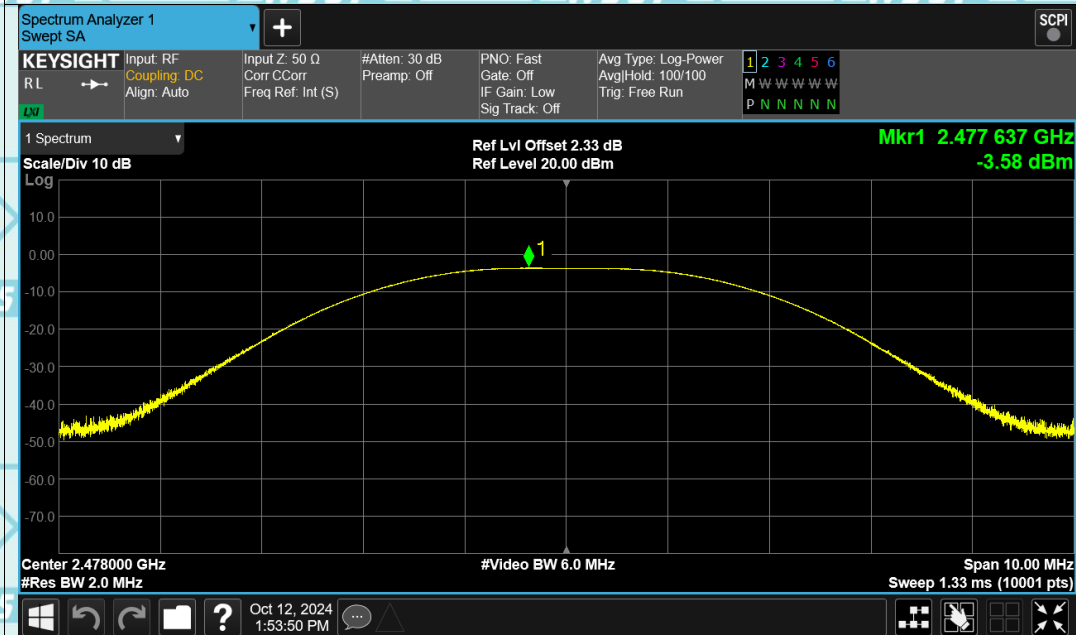 Spectrum Analyzer 1
Swept SA
+
SCPI
KEYSIGHT
R L
LXI
Input: RF
Coupling: DC
Align: Auto
Input Z: 50 Ω
Corr CCorr
Freq Ref: Int (S)
#Atten: 30 dB
Preamp: Off
PNO: Fast
Gate: Off
IF Gain: Low
Sig Track: Off
Avg Type: Log-Power
Avg|Hold: 100/100
Trig: Free Run
1 2 3 4 5 6
M W W W W W
P N N N N N
1 Spectrum
Scale/Div 10 dB
Ref Lvl Offset 2.33 dB
Ref Level 20.00 dBm
Mkr1 2.477 637 GHz
-3.58 dBm
Log
10.0
0.00
-10.0
-20.0
-30.0
-40.0
-50.0
-60.0
-70.0
1
Center 2.478000 GHz
#Res BW 2.0 MHz
#Video BW 6.0 MHz
Span 10.00 MHz
Sweep 1.33 ms (10001 pts)
?
Oct 12, 2024
1:53:50 PM